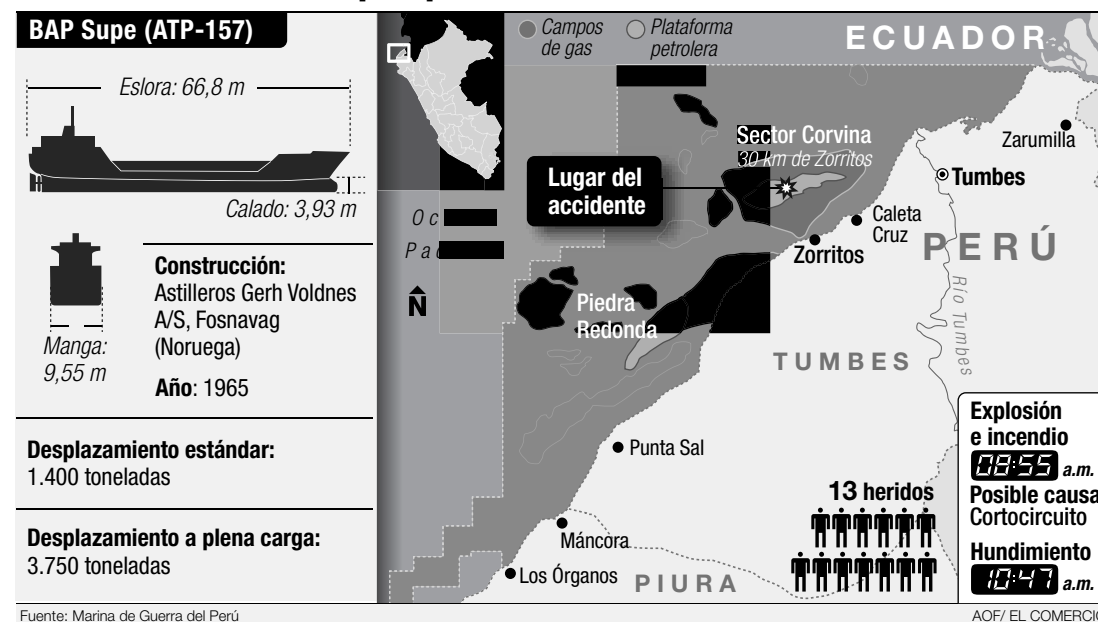 BAP Supe (ATP-157)
Eslora: 66,8 m
Calado: 3,93 m
Manga:
9,55 m
Construcción:
Astilleros Gerh Voldnes
A/S, Fosnavag
(Noruega)
Año: 1965
Desplazamiento estándar:
1.400 toneladas
Desplazamiento a plena carga:
3.750 toneladas
Campos
de gas
Plataforma
petrolera
ECUADOR
Zarumilla
Sector Corvina
30 km de Zorritos
Lugar del
accidente
Tumbes
Caleta
Cruz
Zorritos
PERÚ
N
Piedra
Redonda
Río Tumbes
TUMBES
Punta Sal
Máncora
Los Órganos
PIURA
13 heridos
Explosión
e incendio
08:55 a.m.
Posible causa
Cortocircuito
Hundimiento
10:47 a.m.
Fuente: Marina de Guerra del Perú
AOF/ EL COMERCIO